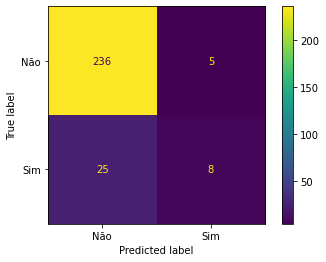 Não
236
5
Sim
25
8
Não
Sim
True label
Predicted label
200
150
100
50